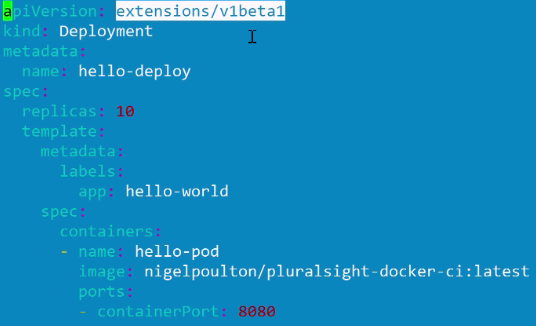 apiVersion: extensions/v1beta1
kind: Deployment
metadata:
  name: hello-deploy
spec:
  replicas: 10
  template:
    metadata:
      labels:
        app: hello-world
    spec:
      containers:
      - name: hello-pod
        image: nigelpoulton/pluralsight-docker-ci:latest
        ports:
        - containerPort: 8080